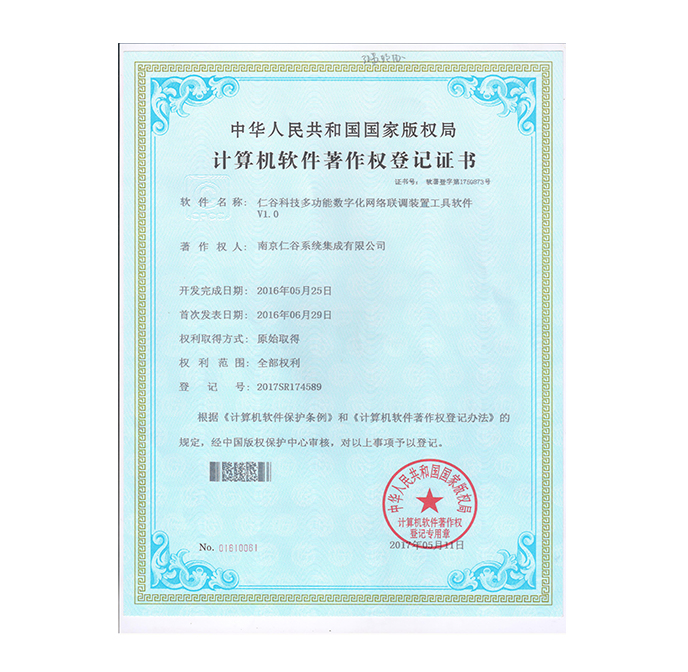 中华人民共和国国家版权局
计算机软件著作权登记证书
证书号： 软著登字第1759873号
软件名称： 仁谷科技多功能数字化网络联调装置工具软件
V1.0
著作权人： 南京仁谷系统集成有限公司
开发完成日期： 2016年05月25日
首次发表日期： 2016年06月29日
权利取得方式： 原始取得
权利范围： 全部权利
登记号： 2017SR174589
根据《计算机软件保护条例》和《计算机软件著作权登记办法》的
规定，经中国版权保护中心审核，对以上事项予以登记。
中华人民共和国国家版权局
计算机软件著作权
登记专用章
2017年05月11日
No. 01610061